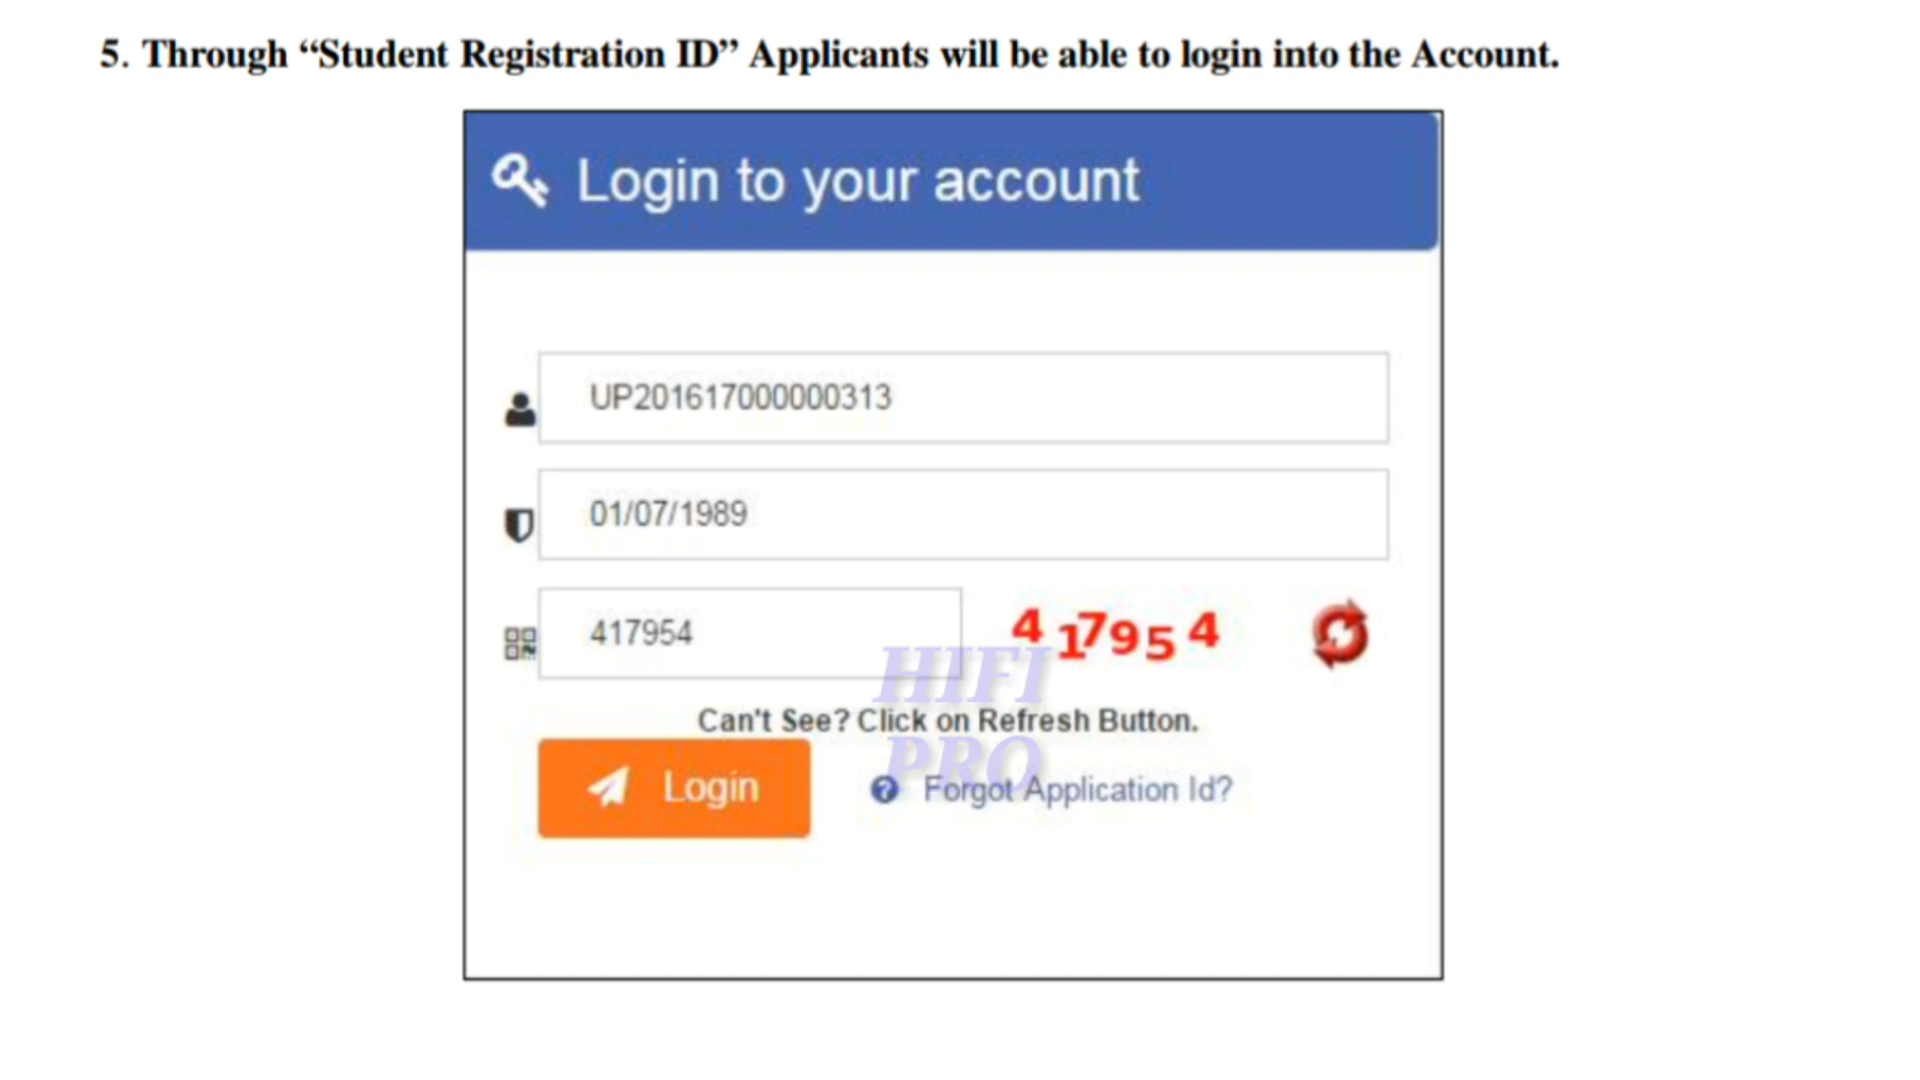 5. Through “Student Registration ID” Applicants will be able to login into the Account.
Login to your account
UP201617000000313
01/07/1989
417954 417954
HIFI
Can't See? Click on Refresh Button.
PRO
Login Forgot Application Id?